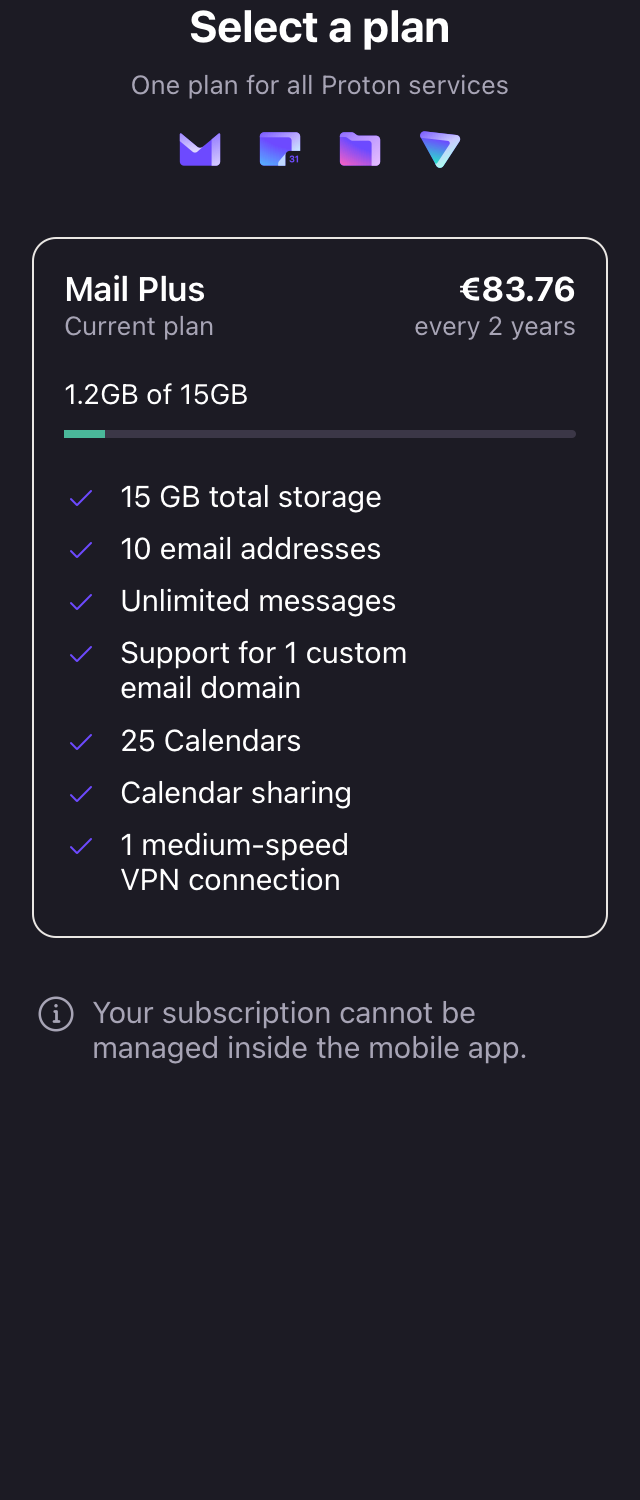 Select a plan
One plan for all Proton services
31
Mail Plus
€83.76
Current plan
every 2 years
1.2GB of 15GB
15 GB total storage
10 email addresses
Unlimited messages
Support for 1 custom
email domain
25 Calendars
Calendar sharing
1 medium-speed
VPN connection
Your subscription cannot be
managed inside the mobile app.